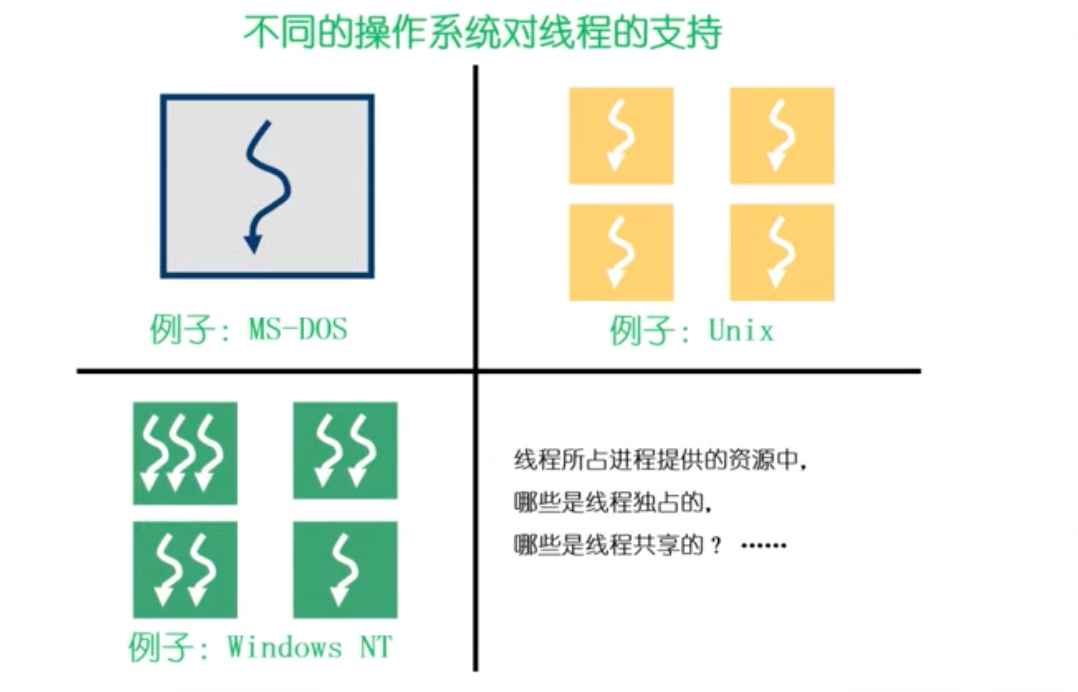 不同的操作系统对线程的支持
例子：MS-DOS
例子：Unix
例子：Windows NT
线程所占进程提供的资源中，
哪些是线程独占的，
哪些是线程共享的？ ······